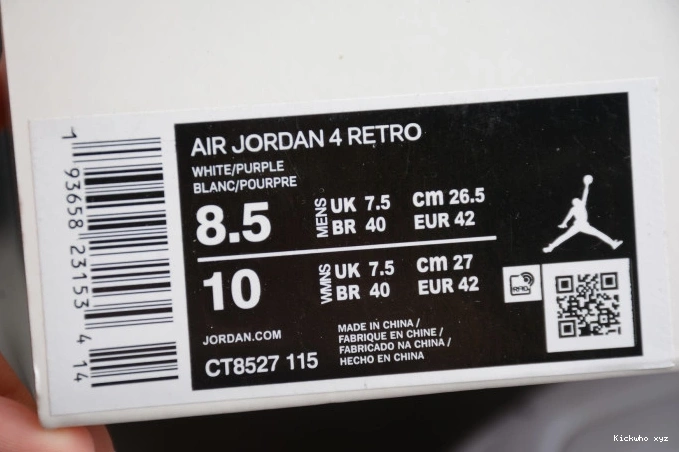 AIR JORDAN 4 RETRO
WHITE/PURPLE
BLANC/POURPRE
8.5
MENS
UK 7.5
cm 26.5
BR 40
EUR 42
10
WMNS
UK 7.5
cm 27
BR 40
EUR 42
JORDAN.COM
CT8527 115
MADE IN CHINA /
FABRIQUE EN CHINE /
FABRICADO NA CHINA /
HECHO EN CHINA
1 93658 23153 4 14
Kickwho xyz